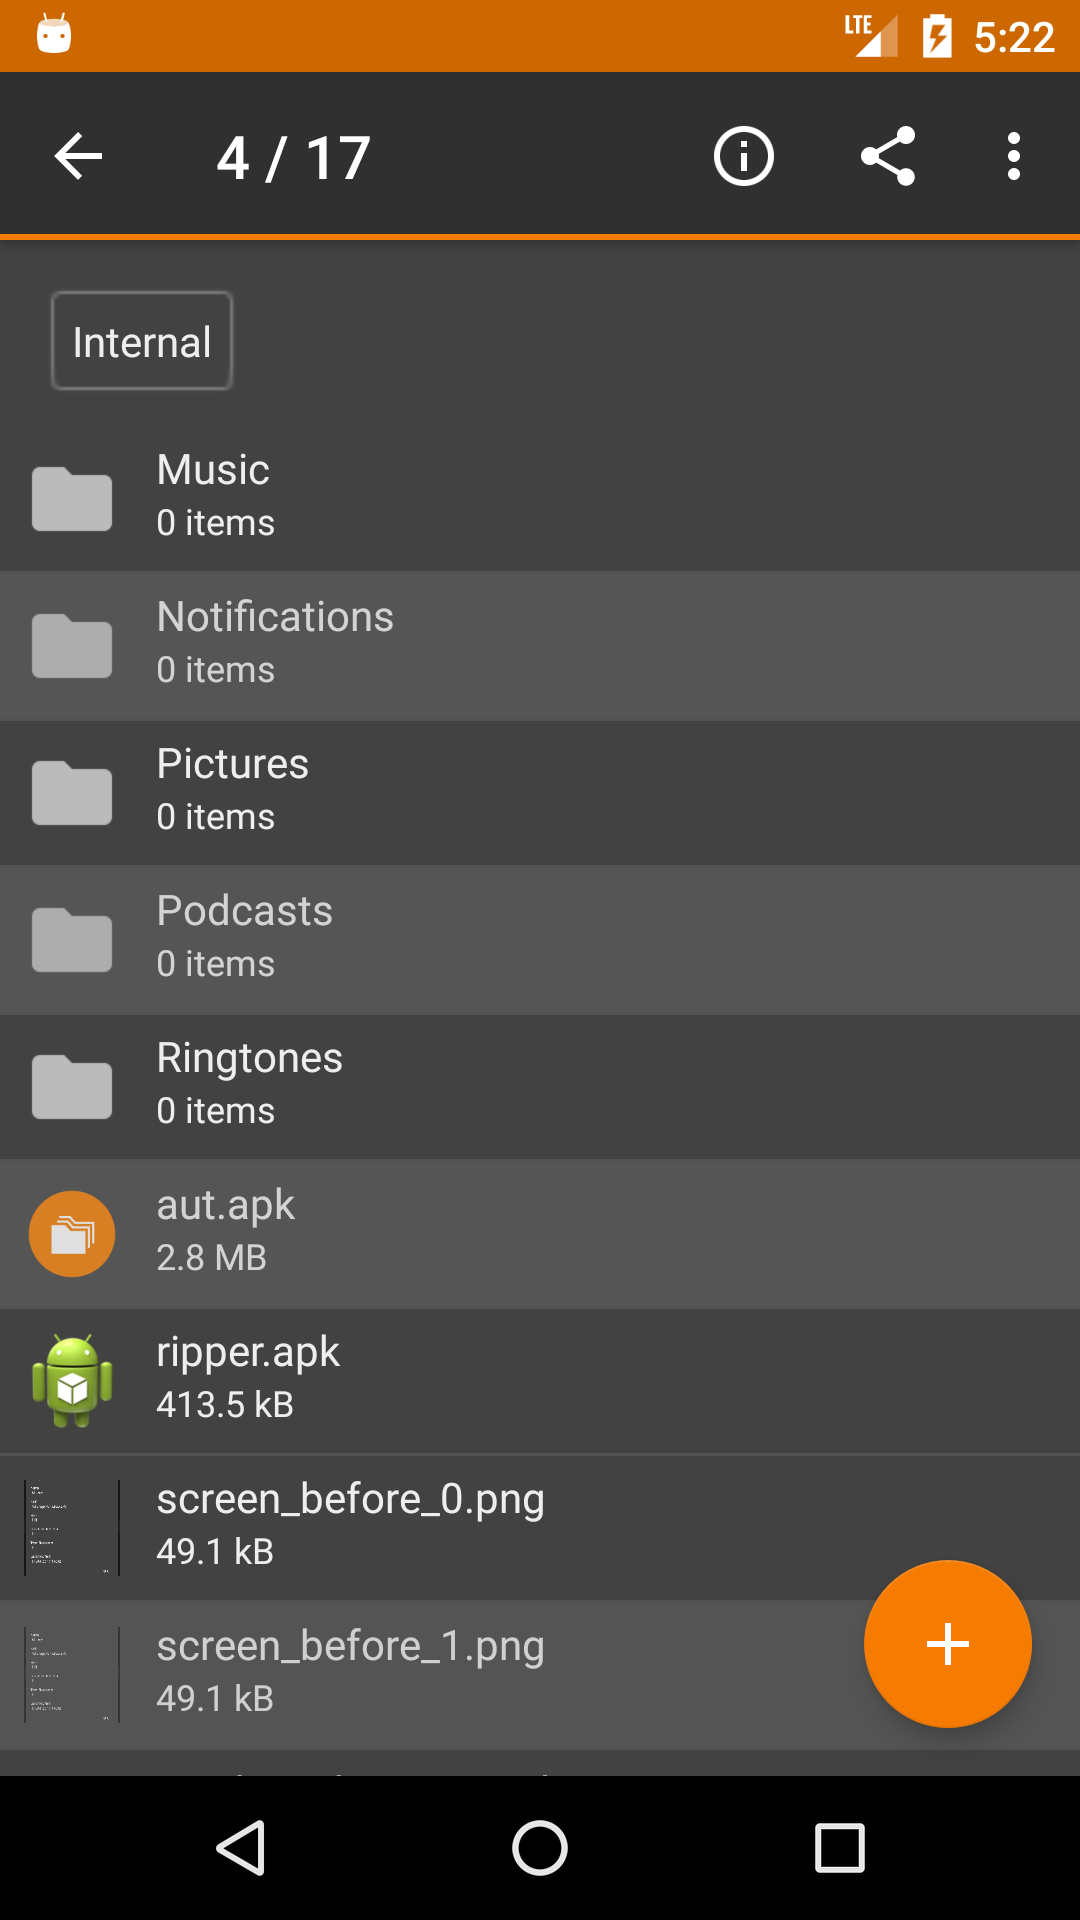 LTE 5:22
4 / 17
Internal
Music
0 items
Notifications
0 items
Pictures
0 items
Podcasts
0 items
Ringtones
0 items
aut.apk
2.8 MB
ripper.apk
413.5 kB
screen_before_0.png
49.1 kB
screen_before_1.png
49.1 kB